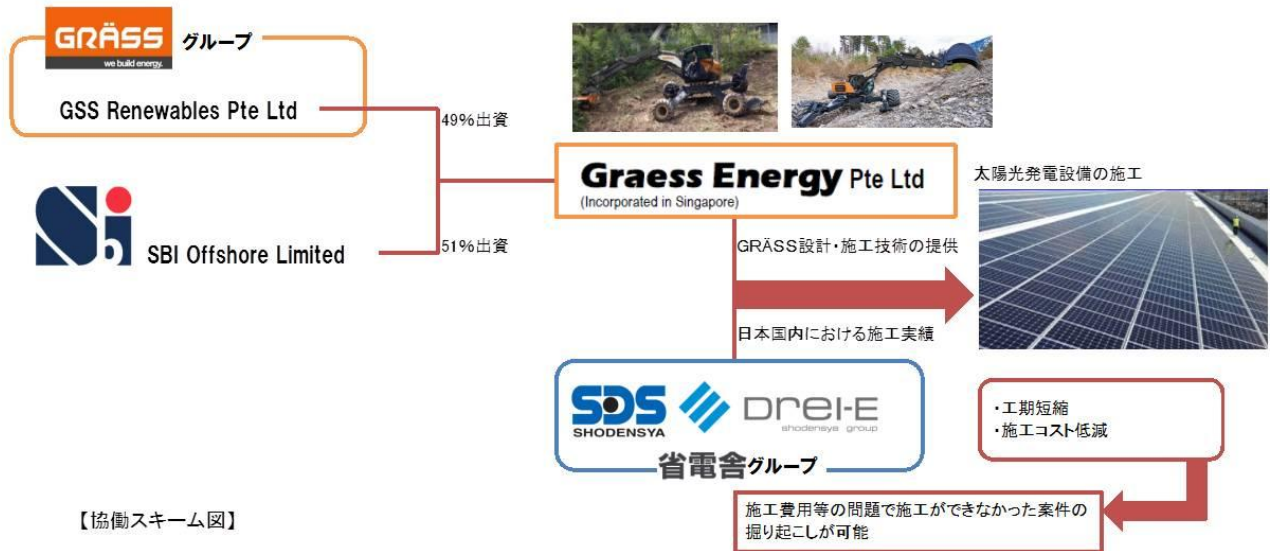 GRÄSS
we build energy.
グループ
GSS Renewables Pte Ltd
49%出資
Sbi
SBI Offshore Limited
51%出資
Graess Energy Pte Ltd
(Incorporated in Singapore)
太陽光発電設備の施工
GRÄSS設計・施工技術の提供
日本国内における施工実績
SDS
SHODENSYA
DreI-E
shodensya group
省電舎グループ
・工期短縮
・施工コスト低減
施工費用等の問題で施工ができなかった案件の
掘り起こしが可能
【協働スキーム図】